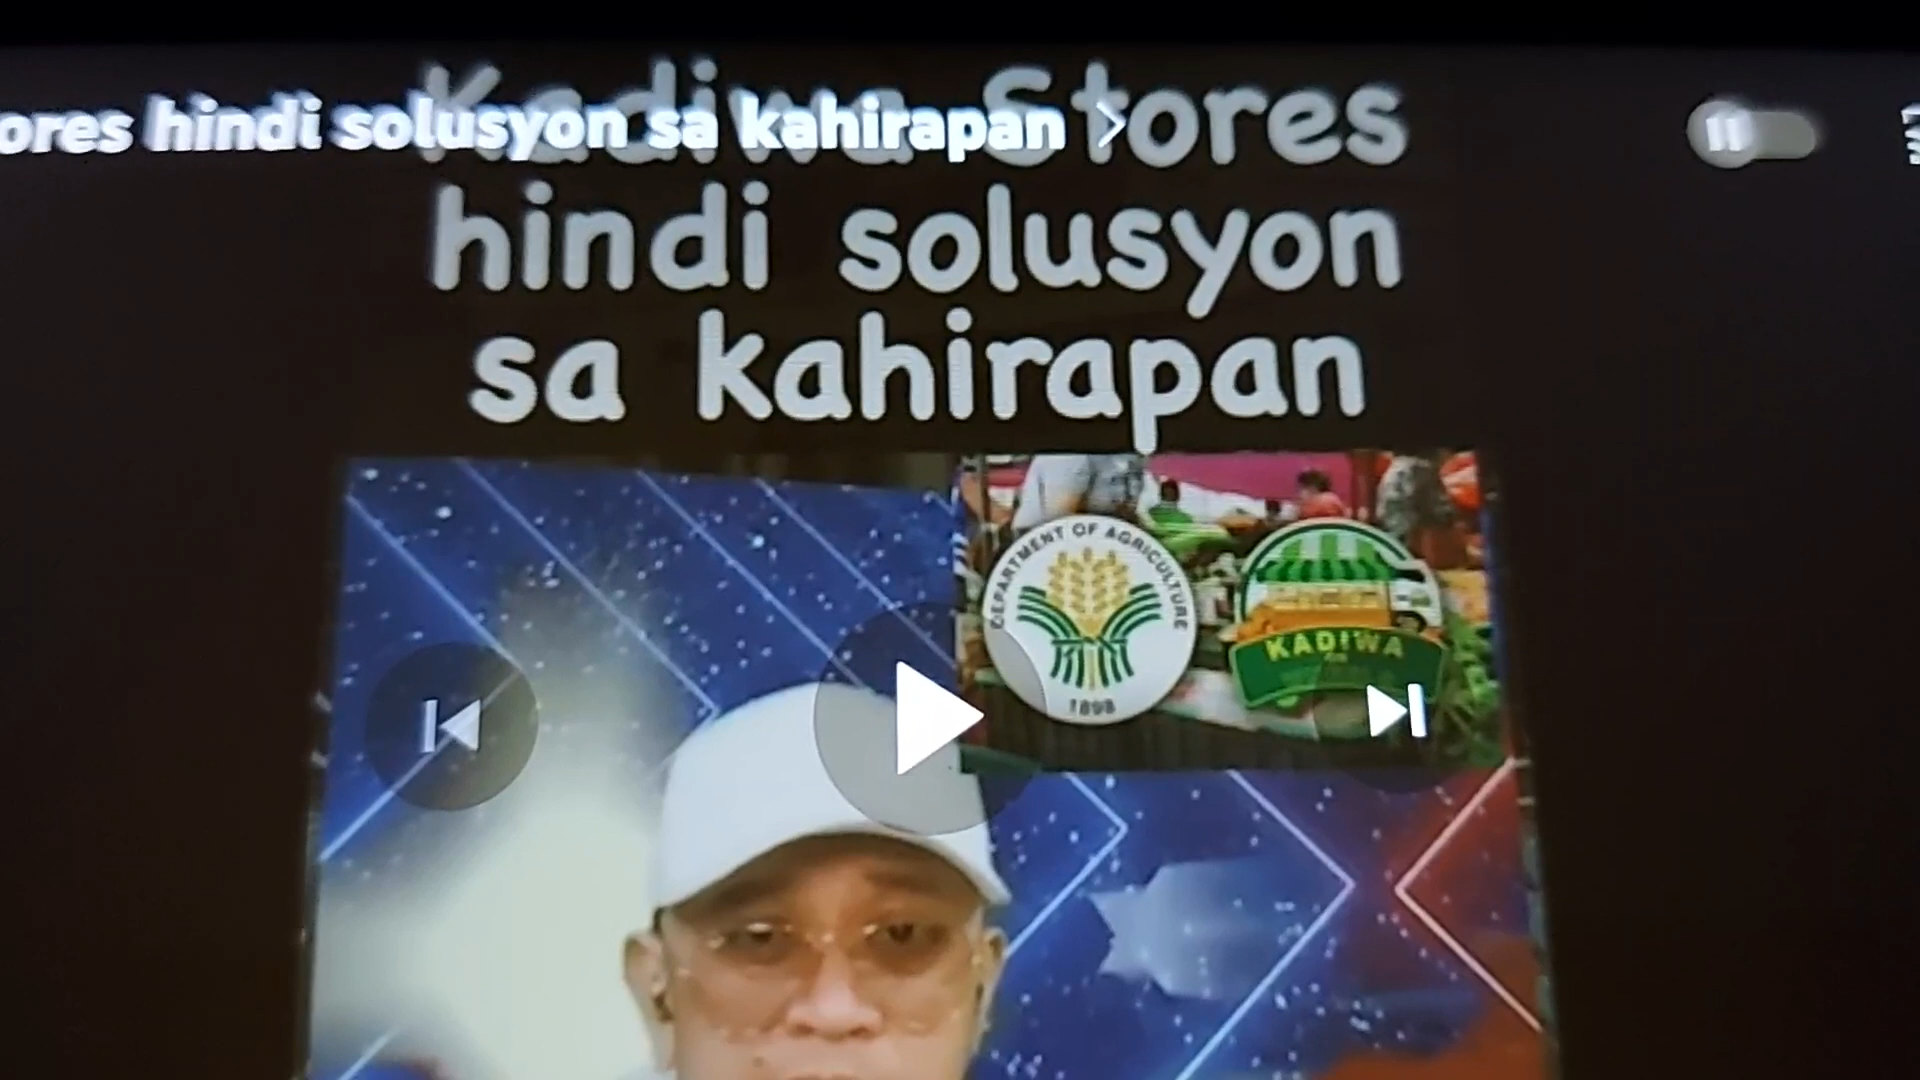 ores hindi solusyon sa kahirapan
Kadiwa Stores
hindi solusyon
sa kahirapan
DEPARTMENT OF AGRICULTURE
1898
KADIWA